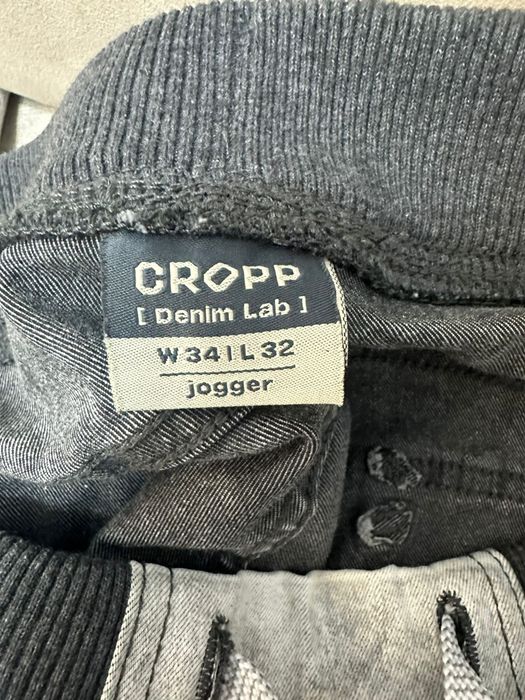 CROPP
[ Denim Lab ]
W 34 | L 32
jogger